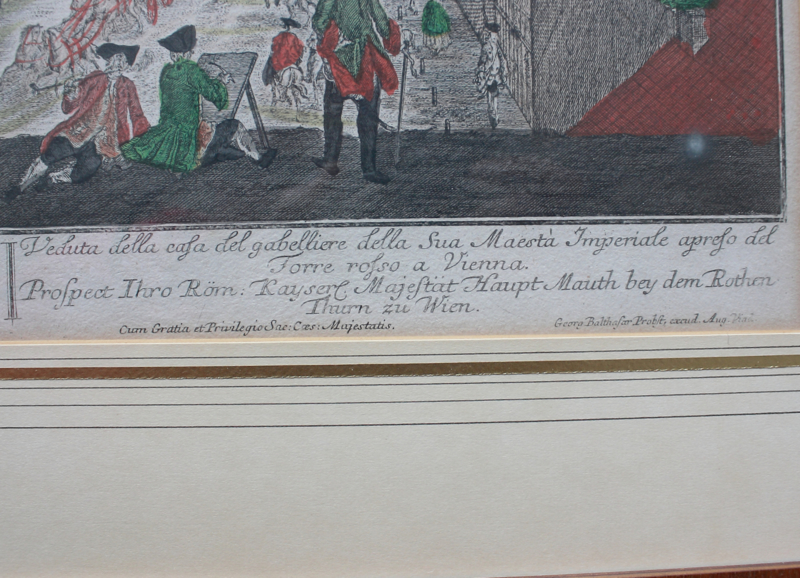 Veduta della casa del gabelliere della Sua Maestà Imperiale apreso del
Torre rosso a Vienna.
Prospect Ihro Röm: Kayserl. Majestät Haupt Mauth bey dem Rothen
Thurn zu Wien.
Cum Gratia et Privilegio Sac: Cæs: Majestatis.
Georg Balthasar Probst, excud. Aug. Vind.